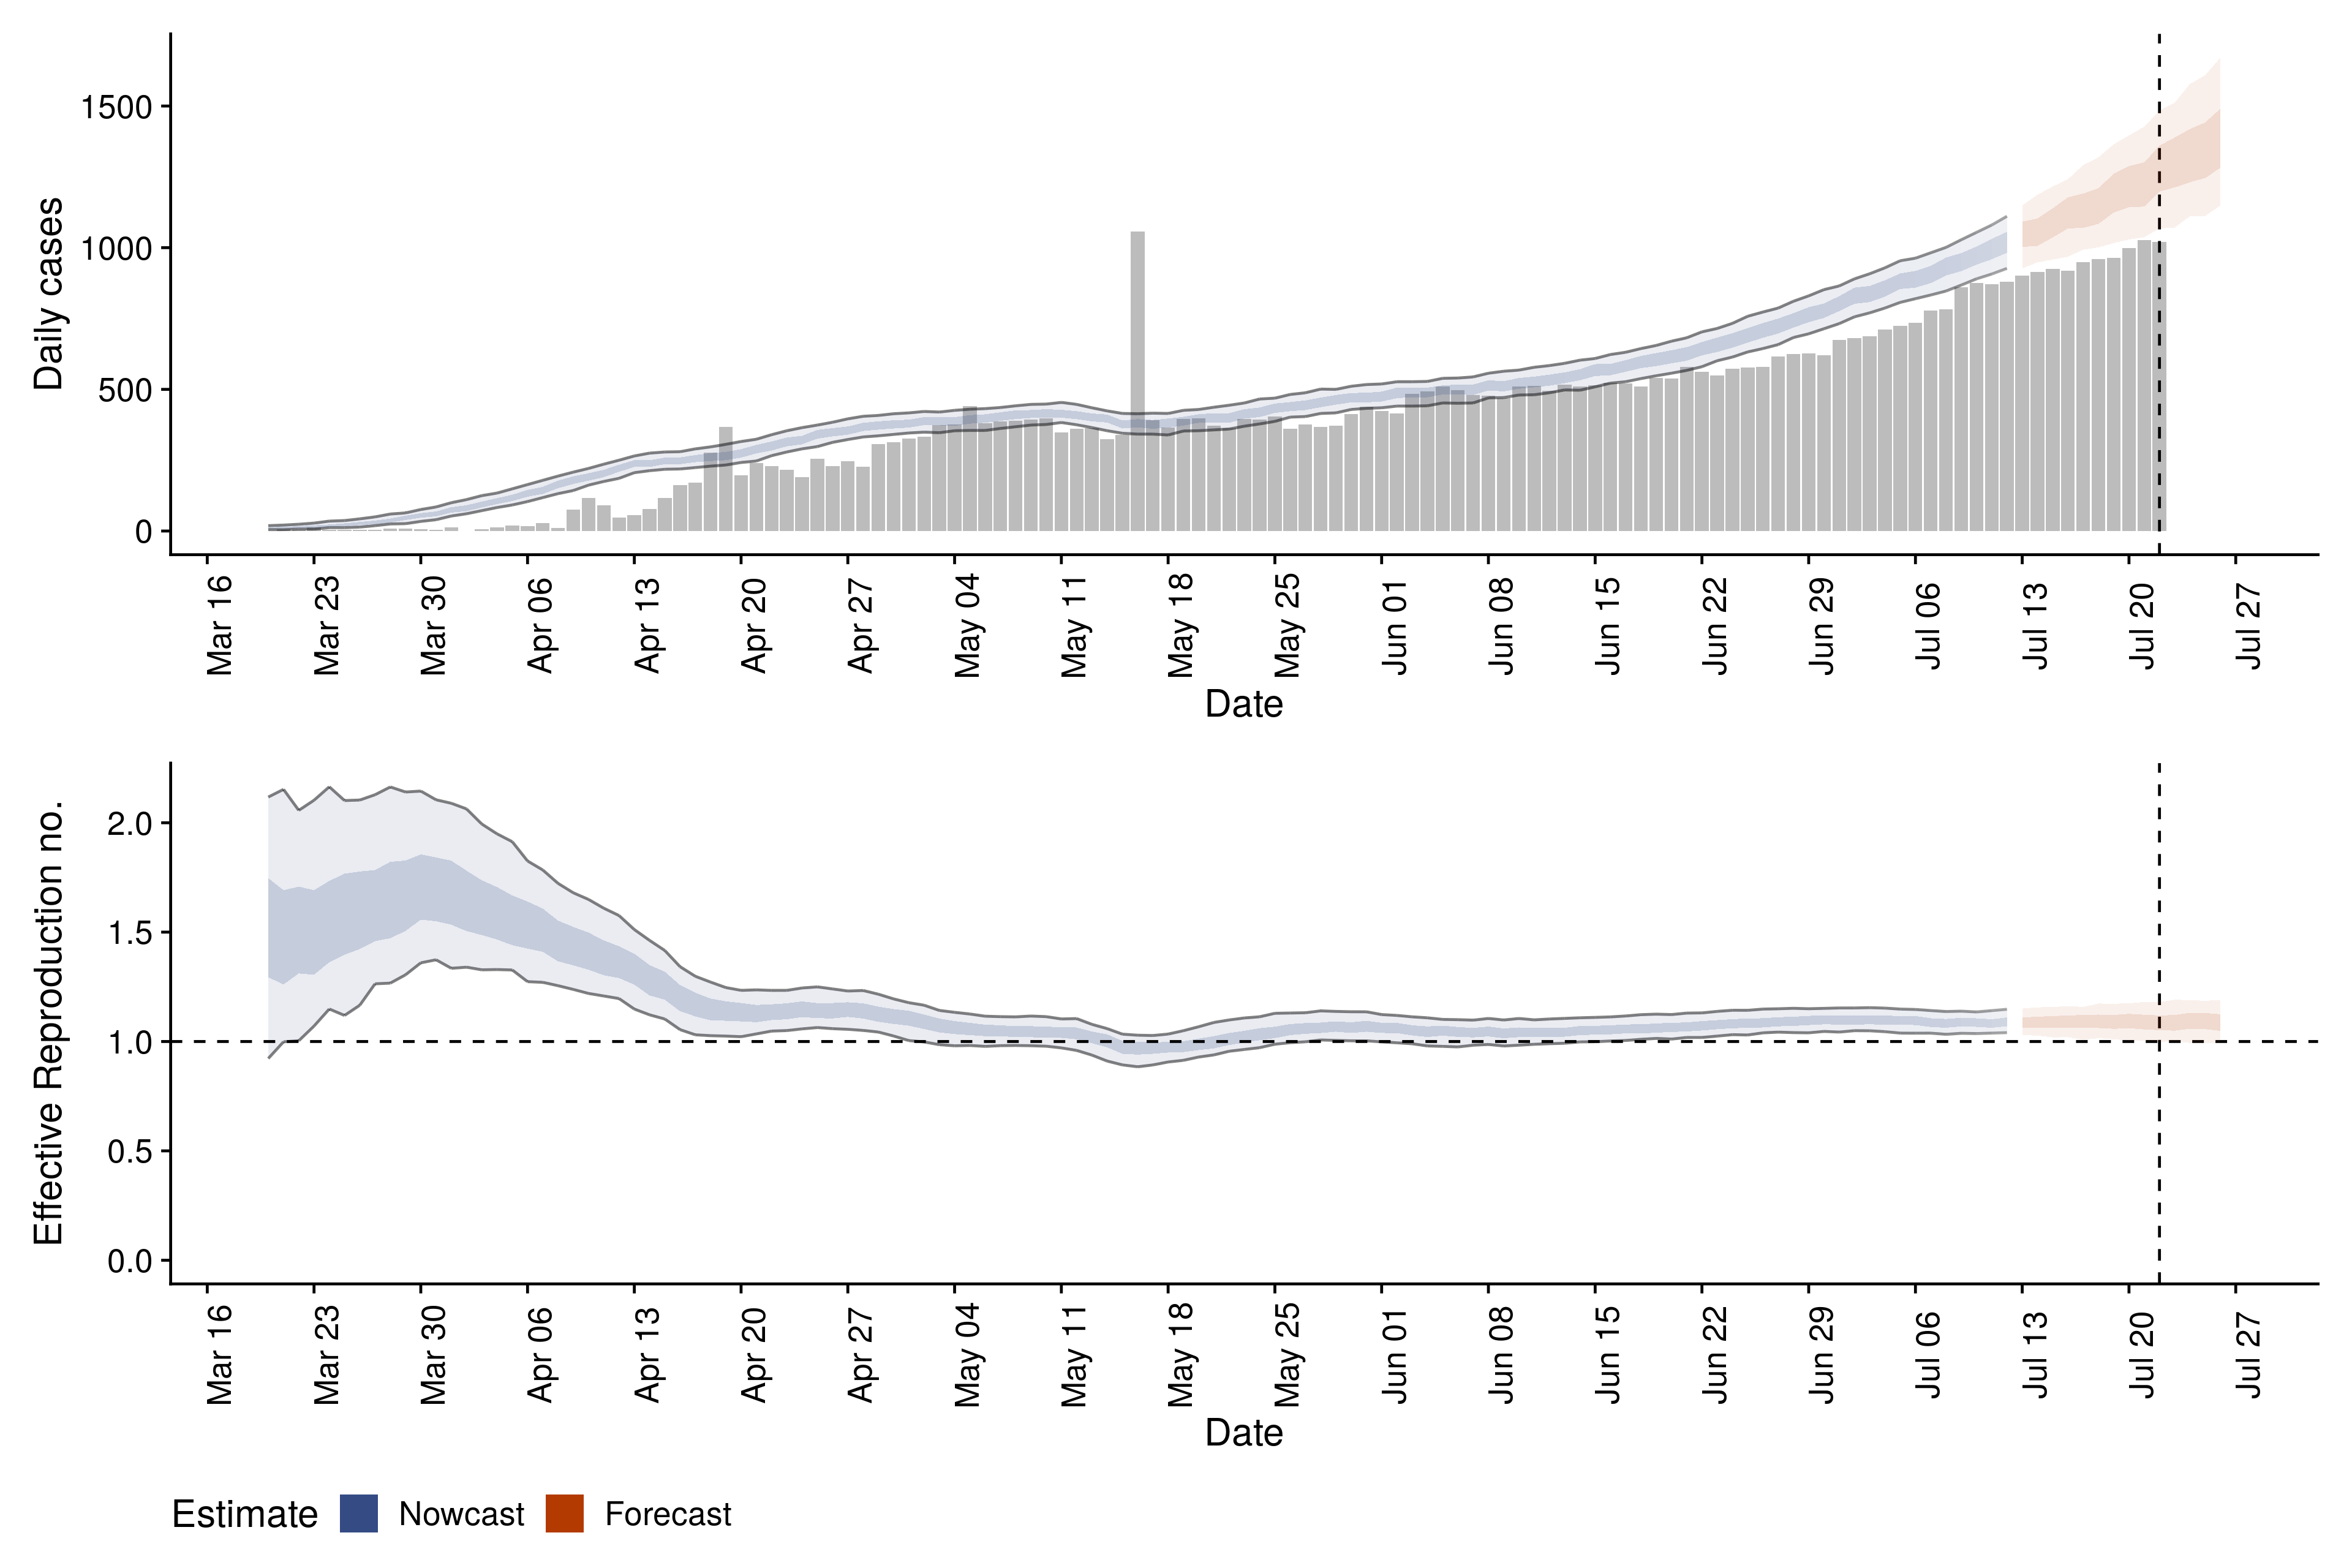 Daily cases
1500
1000
500
0
Mar 16 Mar 23 Mar 30 Apr 06 Apr 13 Apr 20 Apr 27 May 04 May 11 May 18 May 25 Jun 01 Jun 08 Jun 15 Jun 22 Jun 29 Jul 06 Jul 13 Jul 20 Jul 27
Date
Effective Reproduction no.
2.0
1.5
1.0
0.5
0.0
Mar 16 Mar 23 Mar 30 Apr 06 Apr 13 Apr 20 Apr 27 May 04 May 11 May 18 May 25 Jun 01 Jun 08 Jun 15 Jun 22 Jun 29 Jul 06 Jul 13 Jul 20 Jul 27
Date
Estimate Nowcast Forecast